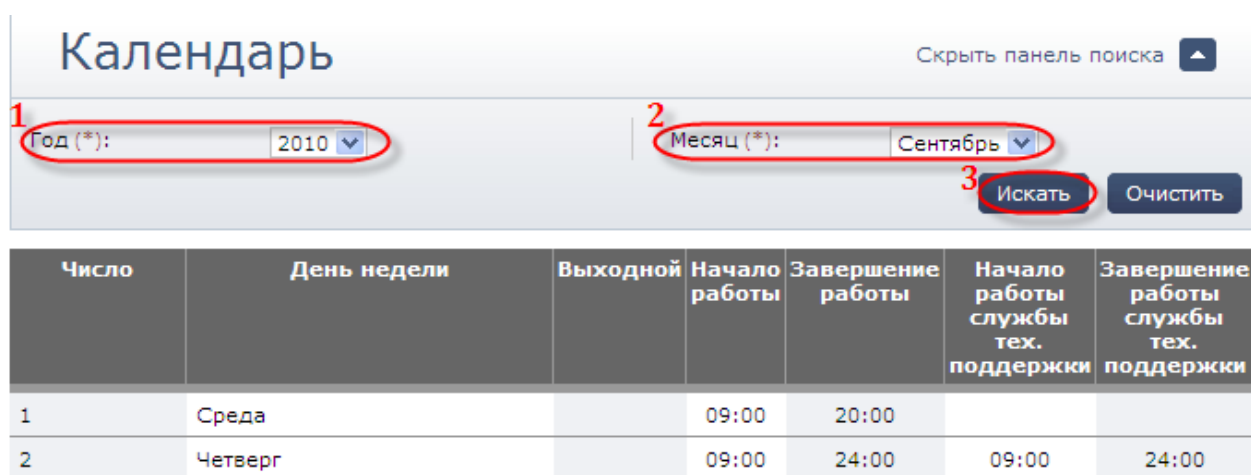 Календарь
Скрыть панель поиска
1
Год (*):
2010
2
Месяц (*):
Сентябрь
3
Искать
Очистить
Число
День недели
Выходной
Начало
работы
Завершение
работы
Начало
работы
службы
тех.
поддержки
Завершение
работы
службы
тех.
поддержки
1 Среда 09:00 20:00
2 Четверг 09:00 24:00 09:00 24:00